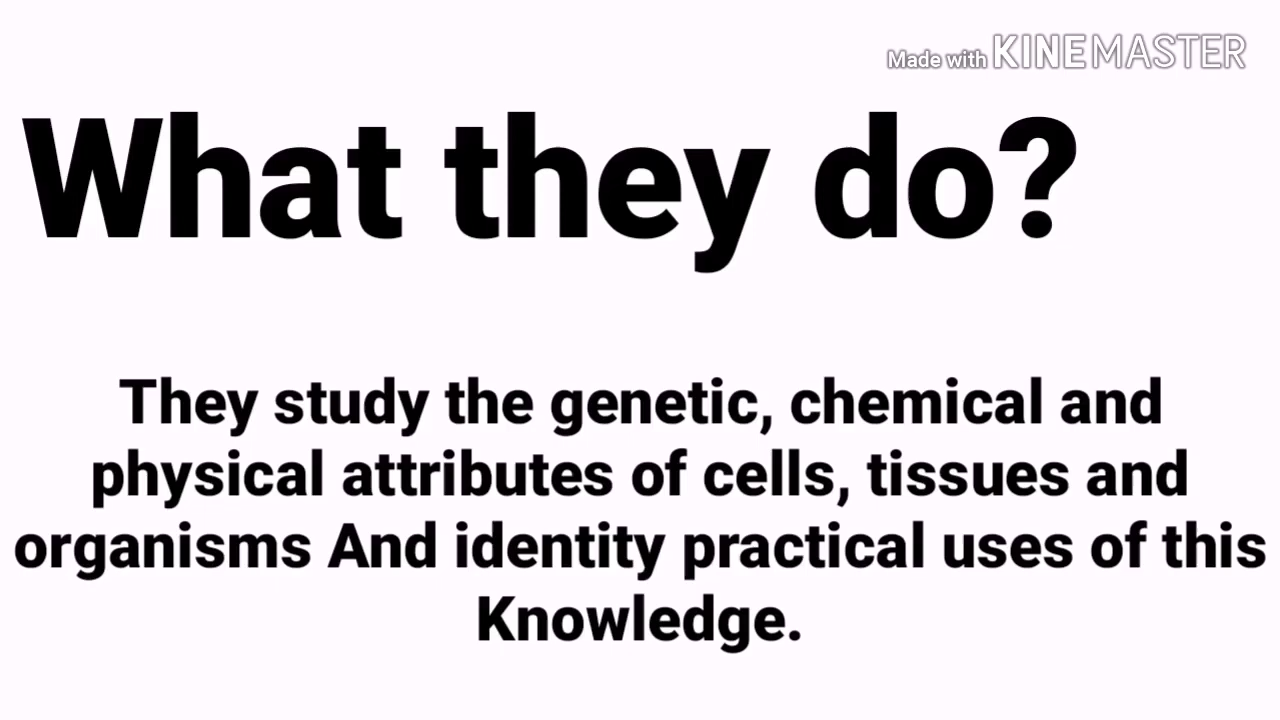 Made with KINEMASTER
What they do?
They study the genetic, chemical and
physical attributes of cells, tissues and
organisms And identity practical uses of this
Knowledge.